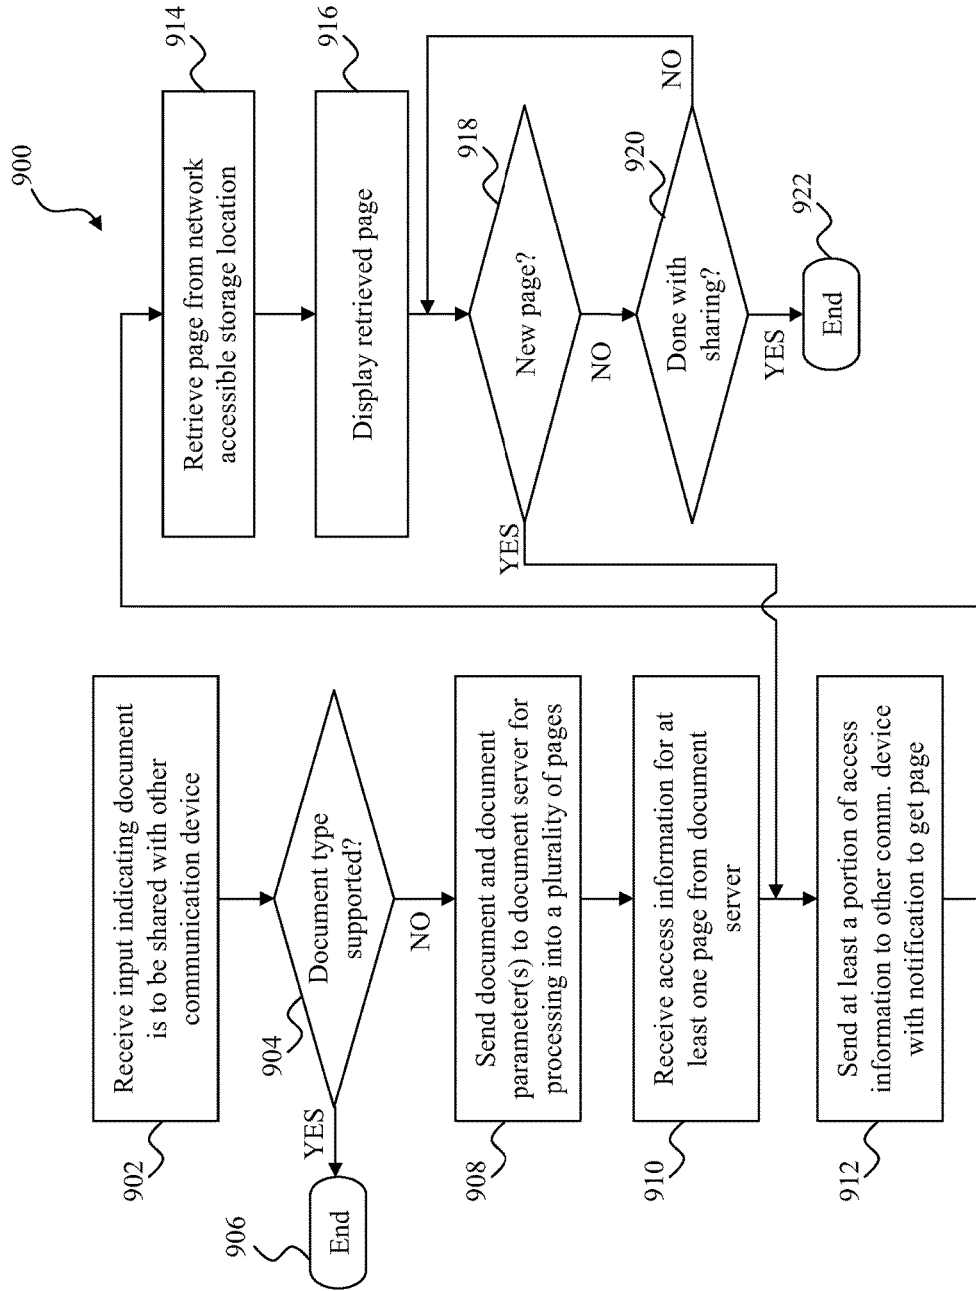 900
902
Receive input indicating document
is to be shared with other
communication device
904
Document type
supported?
YES
906
End
NO
908
Send document and document
parameter(s) to document server for
processing into a plurality of pages
910
Receive access information for at
least one page from document
server
912
Send at least a portion of access
information to other comm. device
with notification to get page
914
Retrieve page from network
accessible storage location
916
Display retrieved page
918
New page?
YES
NO
920
Done with
sharing?
NO
YES
922
End